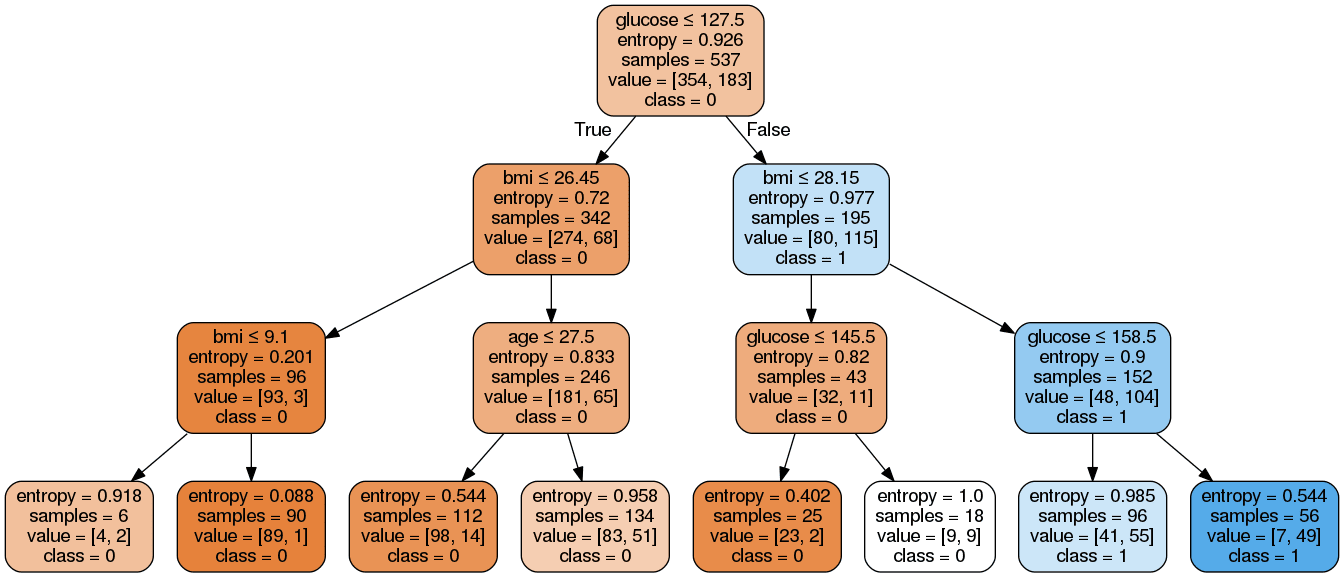 glucose ≤ 127.5
entropy = 0.926
samples = 537
value = [354, 183]
class = 0
True
False
bmi ≤ 26.45
entropy = 0.72
samples = 342
value = [274, 68]
class = 0
bmi ≤ 28.15
entropy = 0.977
samples = 195
value = [80, 115]
class = 1
bmi ≤ 9.1
entropy = 0.201
samples = 96
value = [93, 3]
class = 0
age ≤ 27.5
entropy = 0.833
samples = 246
value = [181, 65]
class = 0
glucose ≤ 145.5
entropy = 0.82
samples = 43
value = [32, 11]
class = 0
glucose ≤ 158.5
entropy = 0.9
samples = 152
value = [48, 104]
class = 1
entropy = 0.918
samples = 6
value = [4, 2]
class = 0
entropy = 0.088
samples = 90
value = [89, 1]
class = 0
entropy = 0.544
samples = 112
value = [98, 14]
class = 0
entropy = 0.958
samples = 134
value = [83, 51]
class = 0
entropy = 0.402
samples = 25
value = [23, 2]
class = 0
entropy = 1.0
samples = 18
value = [9, 9]
class = 0
entropy = 0.985
samples = 96
value = [41, 55]
class = 1
entropy = 0.544
samples = 56
value = [7, 49]
class = 1